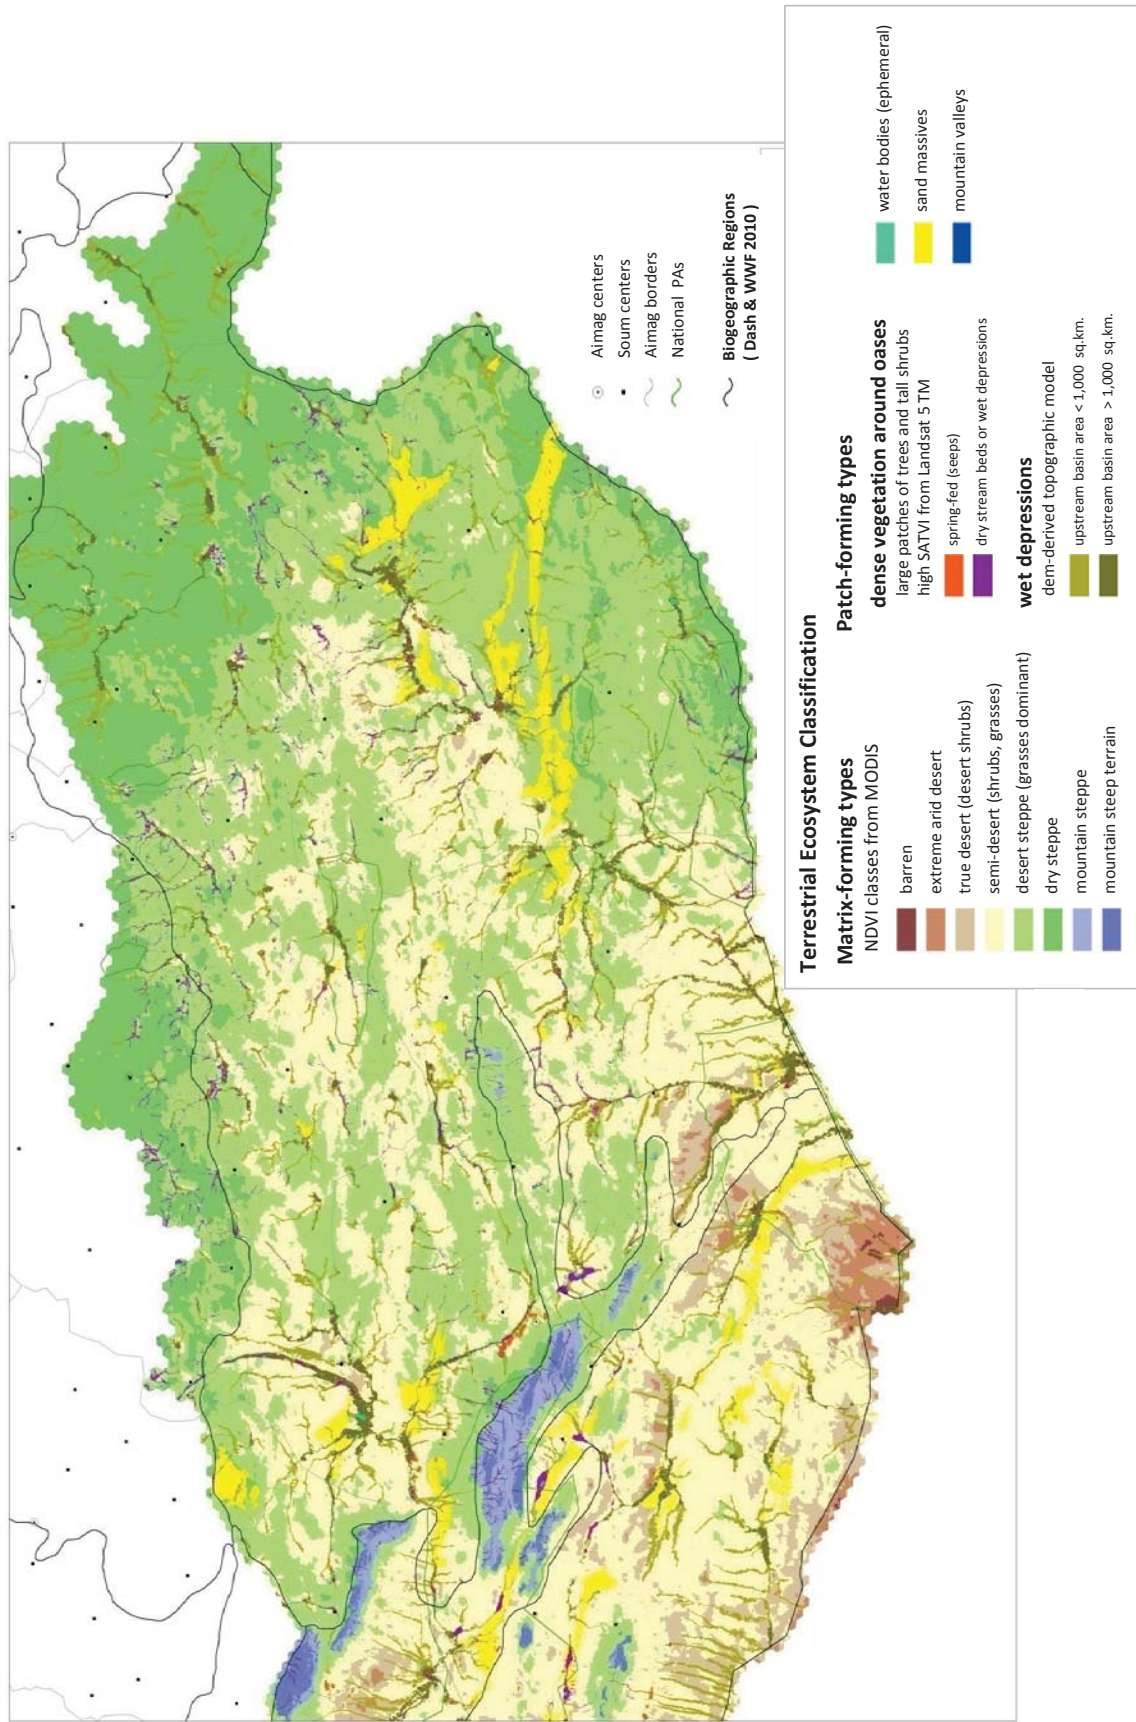 Aimag centers
Soum centers
Aimag borders
National PAs
Biogeographic Regions
( Dash & WWF 2010 )
Terrestrial Ecosystem Classification
Matrix-forming types
NDVI classes from MODIS
barren
extreme arid desert
true desert (desert shrubs)
semi-desert (shrubs, grasses)
desert steppe (grasses dominant)
dry steppe
mountain steppe
mountain steep terrain
Patch-forming types
dense vegetation around oases
large patches of trees and tall shrubs
high SATVI from Landsat 5 TM
spring-fed (seeps)
dry stream beds or wet depressions
wet depressions
dem-derived topographic model
upstream basin area < 1,000 sq.km.
upstream basin area > 1,000 sq.km.
water bodies (ephemeral)
sand massives
mountain valleys